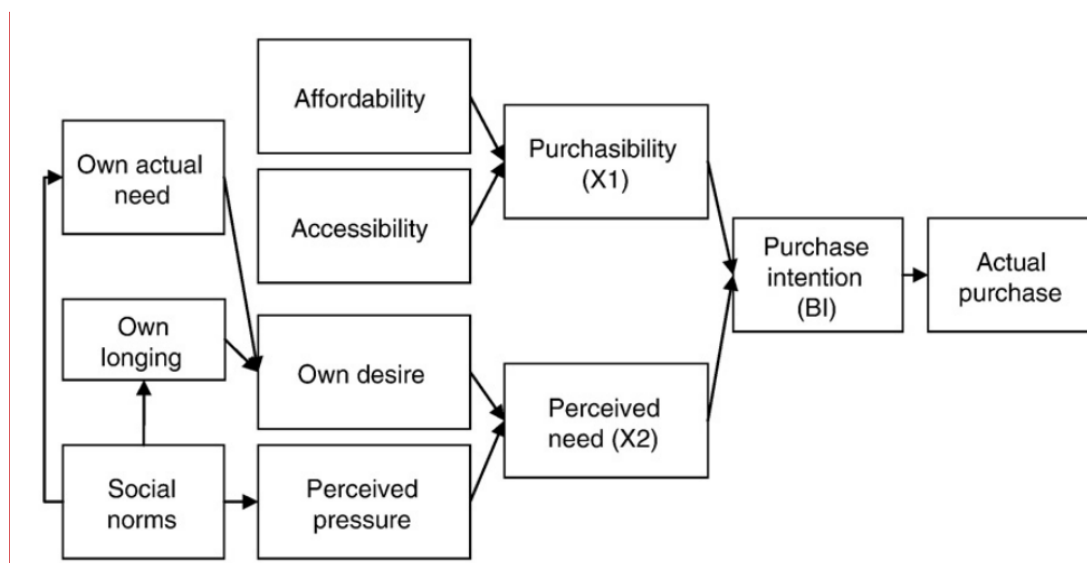 Affordability
Own actual
need
Purchasibility
(X1)
Accessibility
Purchase
intention
(BI)
Actual
purchase
Own
longing
Own desire
Perceived
need (X2)
Social
norms
Perceived
pressure